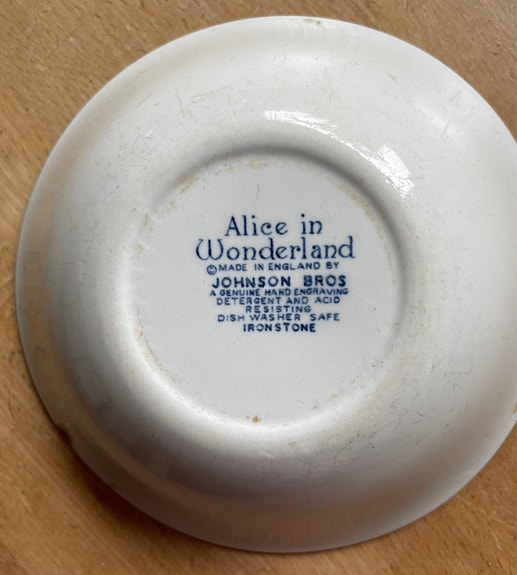 Alice in
Wonderland
©MADE IN ENGLAND BY
JOHNSON BROS
A GENUINE HAND ENGRAVING
DETERGENT AND ACID
RESISTING
DISH WASHER SAFE
IRONSTONE